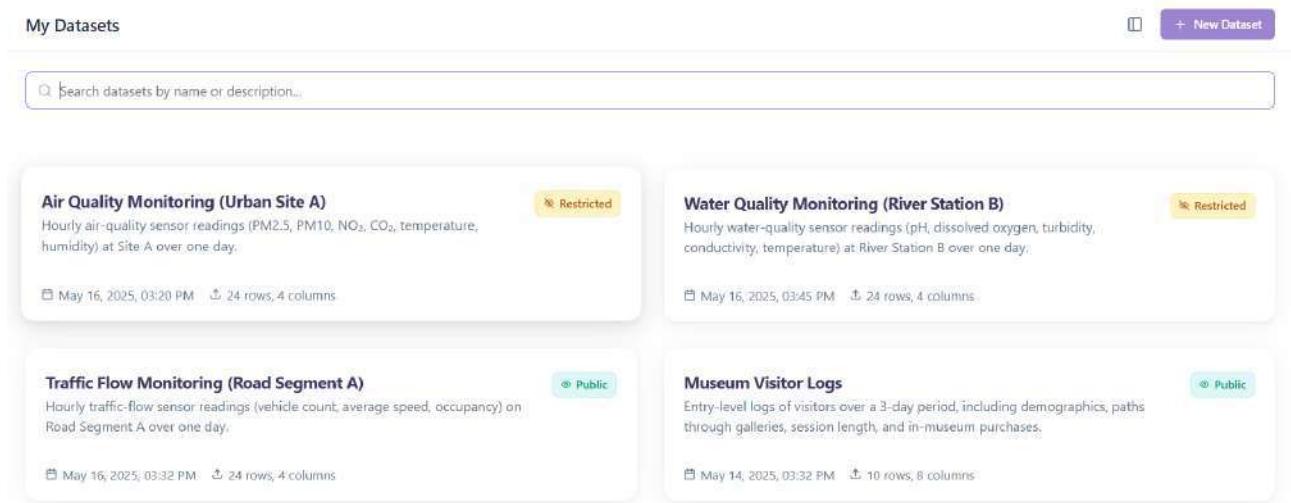 My Datasets
+ New Dataset
Search datasets by name or description...
Air Quality Monitoring (Urban Site A)
Restricted
Hourly air-quality sensor readings (PM2.5, PM10, NO₂, CO₂, temperature,
humidity) at Site A over one day.
May 16, 2025, 03:20 PM 24 rows, 4 columns
Water Quality Monitoring (River Station B)
Restricted
Hourly water-quality sensor readings (pH, dissolved oxygen, turbidity,
conductivity, temperature) at River Station B over one day.
May 16, 2025, 03:45 PM 24 rows, 4 columns
Traffic Flow Monitoring (Road Segment A)
Public
Hourly traffic-flow sensor readings (vehicle count, average speed, occupancy) on
Road Segment A over one day.
May 16, 2025, 03:32 PM 24 rows, 4 columns
Museum Visitor Logs
Public
Entry-level logs of visitors over a 3-day period, including demographics, paths
through galleries, session length, and in-museum purchases.
May 14, 2025, 03:32 PM 10 rows, 8 columns